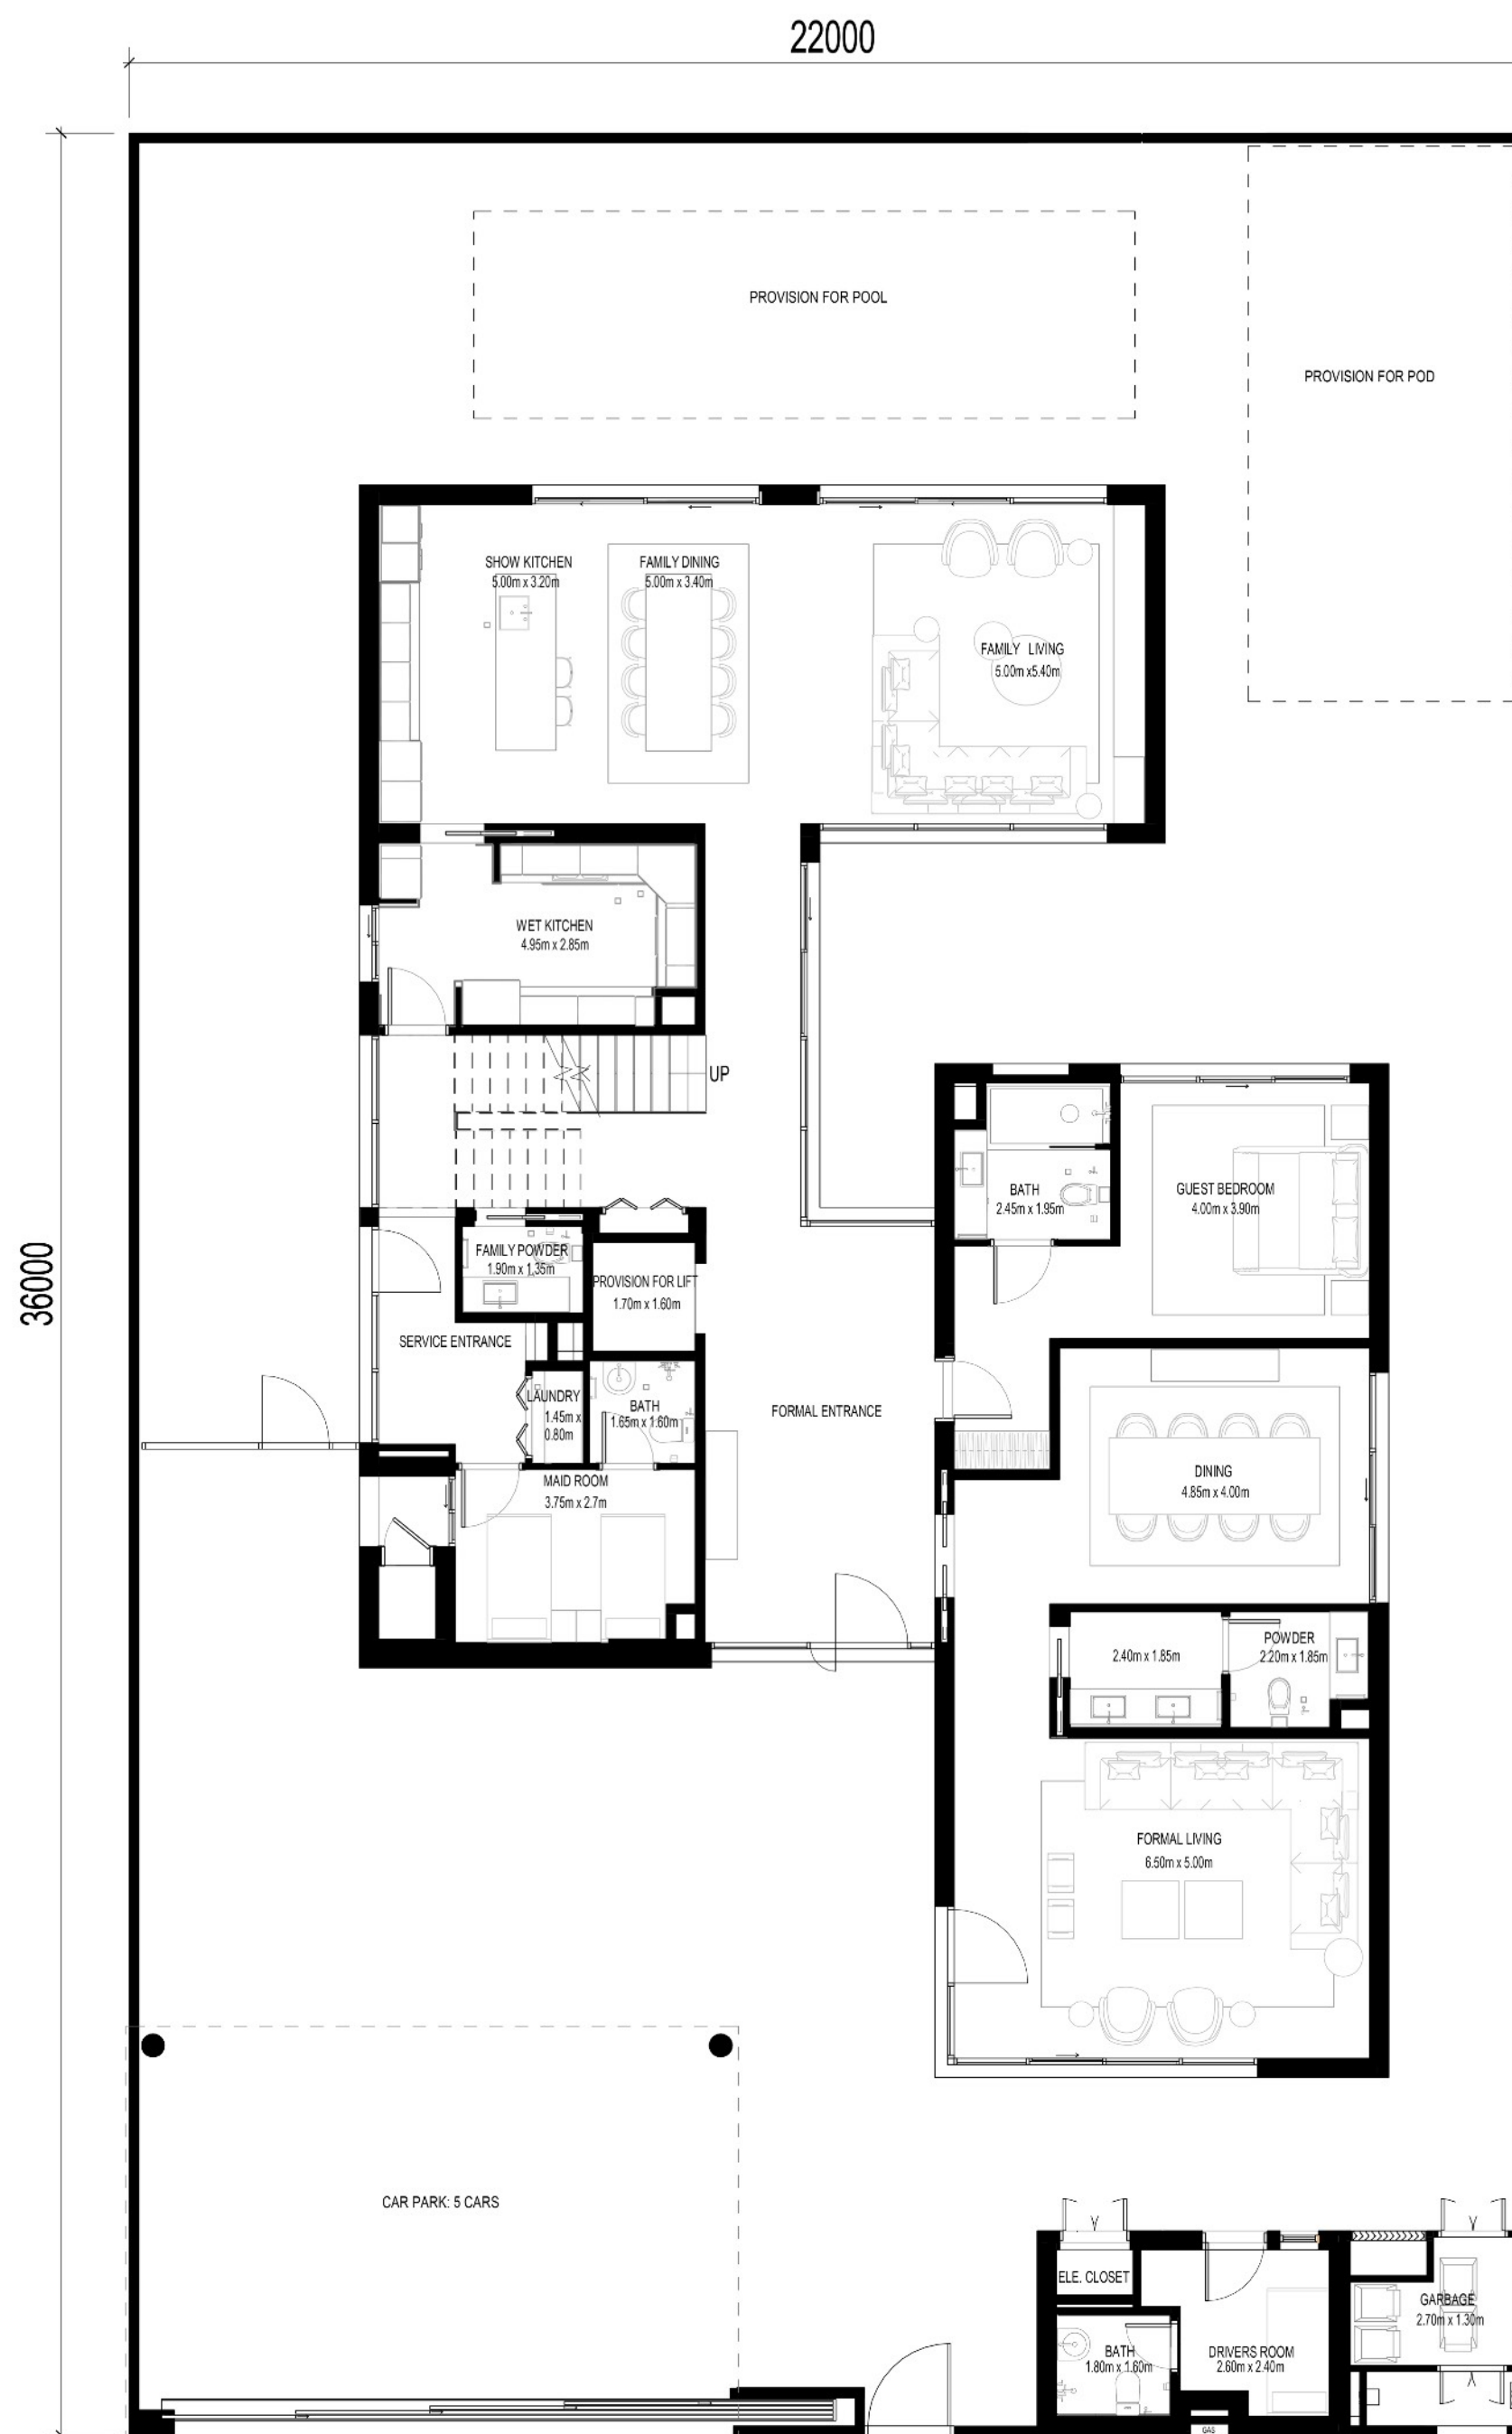 22000
36000
PROVISION FOR POOL
PROVISION FOR POD
SHOW KITCHEN
5.00m x 3.20m
FAMILY DINING
5.00m x 3.40m
FAMILY LIVING
5.00m x5.40m
WET KITCHEN
4.95m x 2.85m
UP
BATH
2.45m x 1.95m
GUEST BEDROOM
4.00m x 3.90m
FAMILY POWDER
1.90m x 1.35m
PROVISION FOR LIFT
1.70m x 1.60m
SERVICE ENTRANCE
LAUNDRY
1.45m x
0.80m
BATH
1.65m x 1.60m
FORMAL ENTRANCE
MAID ROOM
3.75m x 2.7m
DINING
4.85m x 4.00m
2.40m x 1.85m
POWDER
2.20m x 1.85m
FORMAL LIVING
6.50m x 5.00m
CAR PARK: 5 CARS
ELE. CLOSET
GARBAGE
2.70m x 1.30m
BATH
1.80m x 1.60m
DRIVERS ROOM
2.60m x 2.40m
GAS